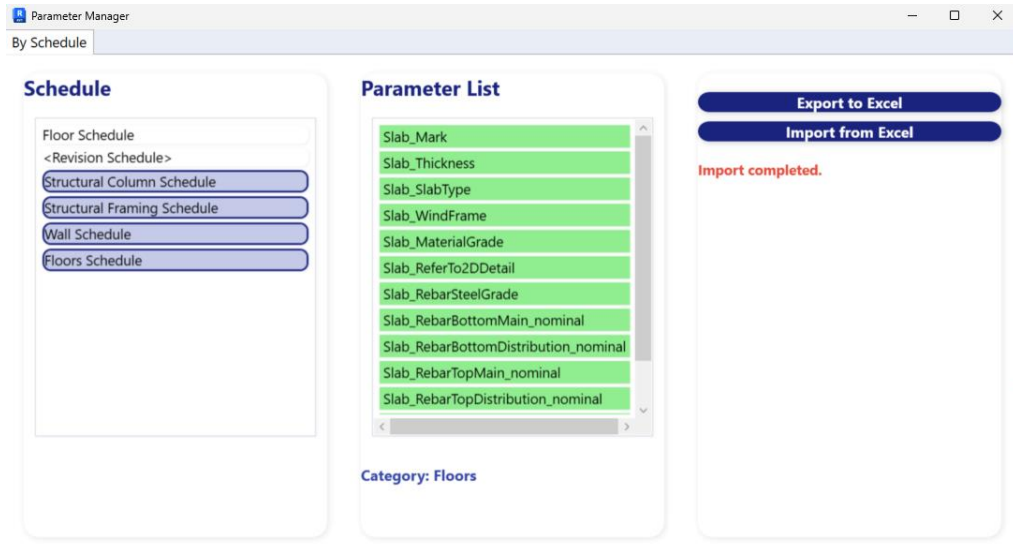 Parameter Manager
By Schedule
Schedule
Floor Schedule
<Revision Schedule>
Structural Column Schedule
Structural Framing Schedule
Wall Schedule
Floors Schedule
Parameter List
Slab_Mark
Slab_Thickness
Slab_SlabType
Slab_WindFrame
Slab_MaterialGrade
Slab_ReferTo2DDetail
Slab_RebarSteelGrade
Slab_RebarBottomMain_nominal
Slab_RebarBottomDistribution_nominal
Slab_RebarTopMain_nominal
Slab_RebarTopDistribution_nominal
Category: Floors
Export to Excel
Import from Excel
Import completed.